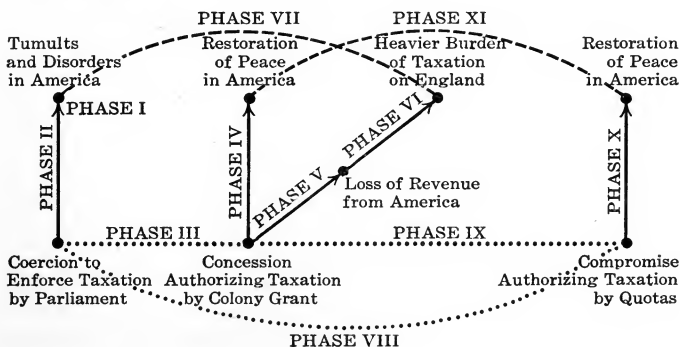 PHASE VII
PHASE XI
Tumults
and Disorders
in America
Restoration
of Peace
in America
Heavier Burden
of Taxation
on England
Restoration
of Peace
in America
PHASE I
PHASE II
PHASE IV
PHASE V
PHASE VI
PHASE X
Loss of Revenue
from America
PHASE III
PHASE IX
Coercion to
Enforce Taxation
by Parliament
Concession
Authorizing Taxation
by Colony Grant
Compromise
Authorizing Taxation
by Quotas
PHASE VIII